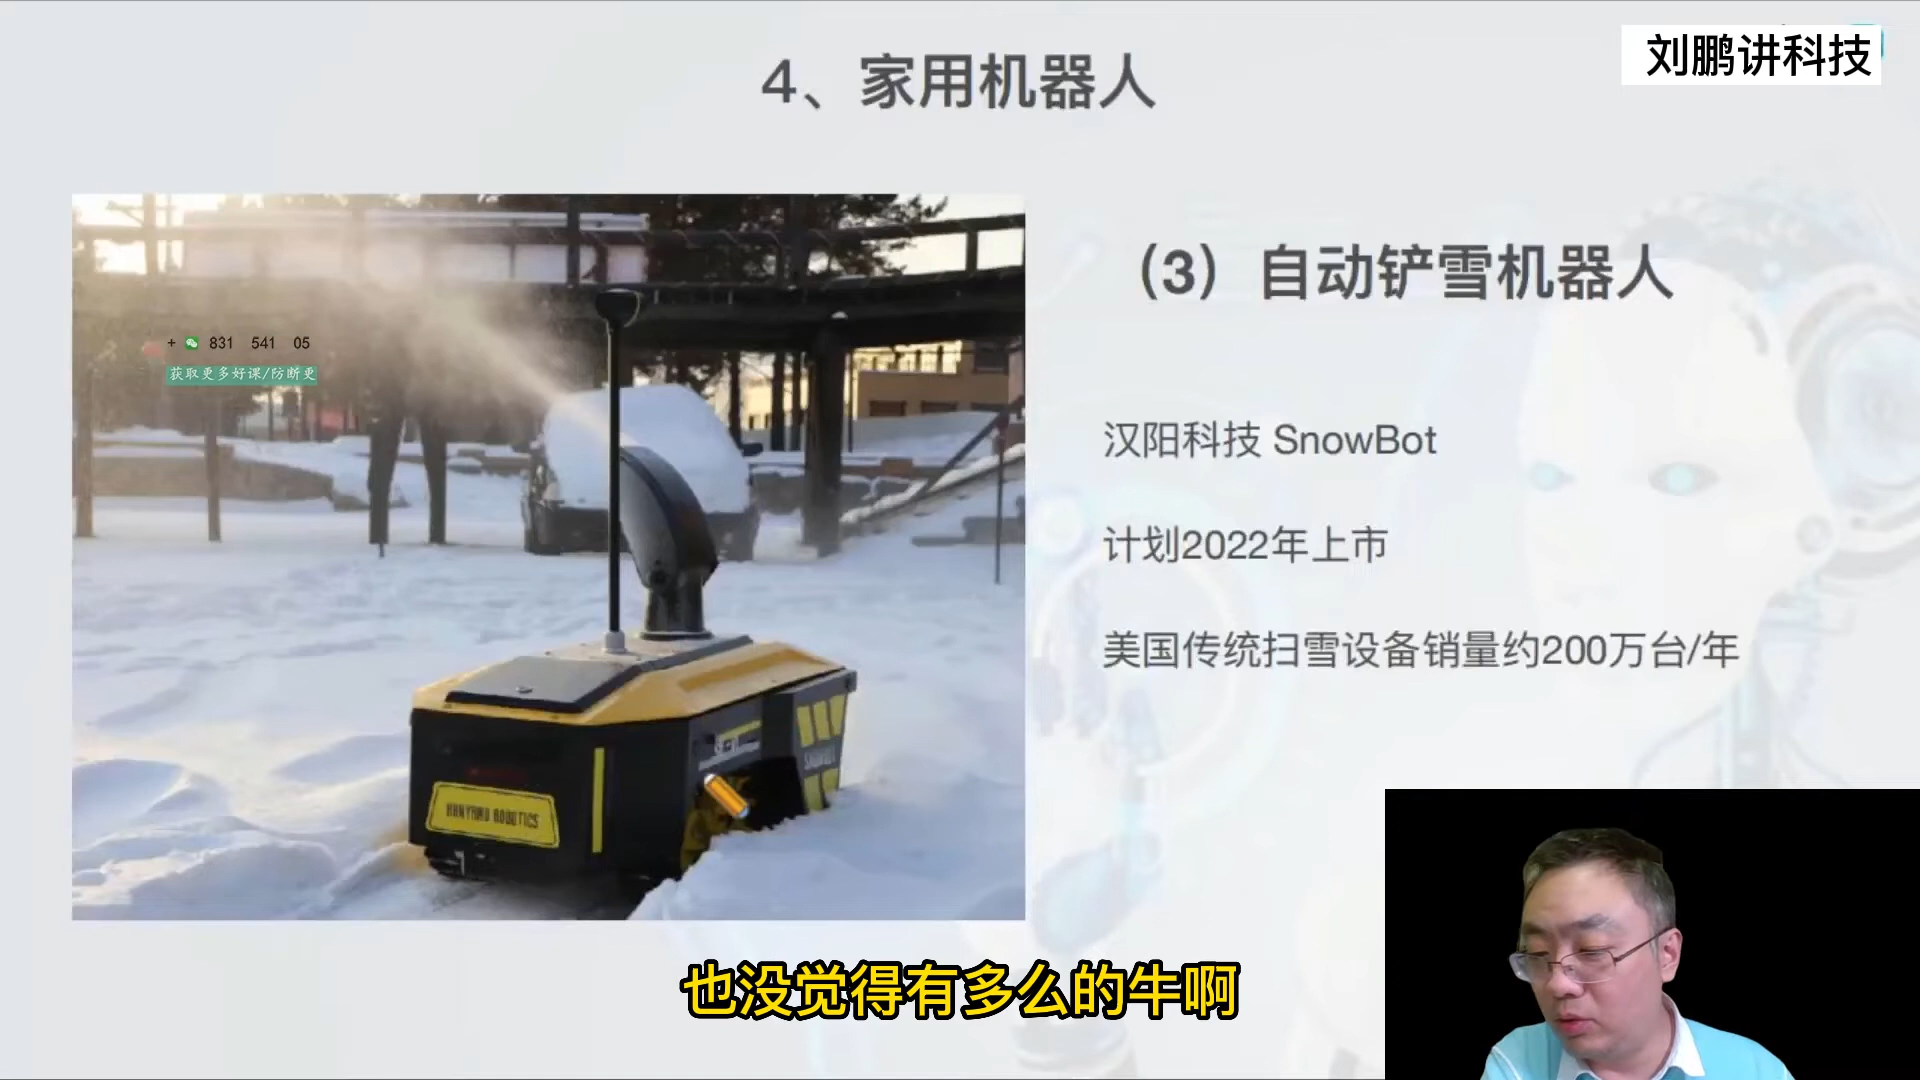 刘鹏讲科技
4、家用机器人
(3) 自动铲雪机器人
+ 831 541 05
获取更多好课/防断更
汉阳科技 SnowBot
计划2022年上市
美国传统扫雪设备销量约200万台/年
HANYANG ROBOTICS
SNOWBOT
也没觉得有多么的牛啊